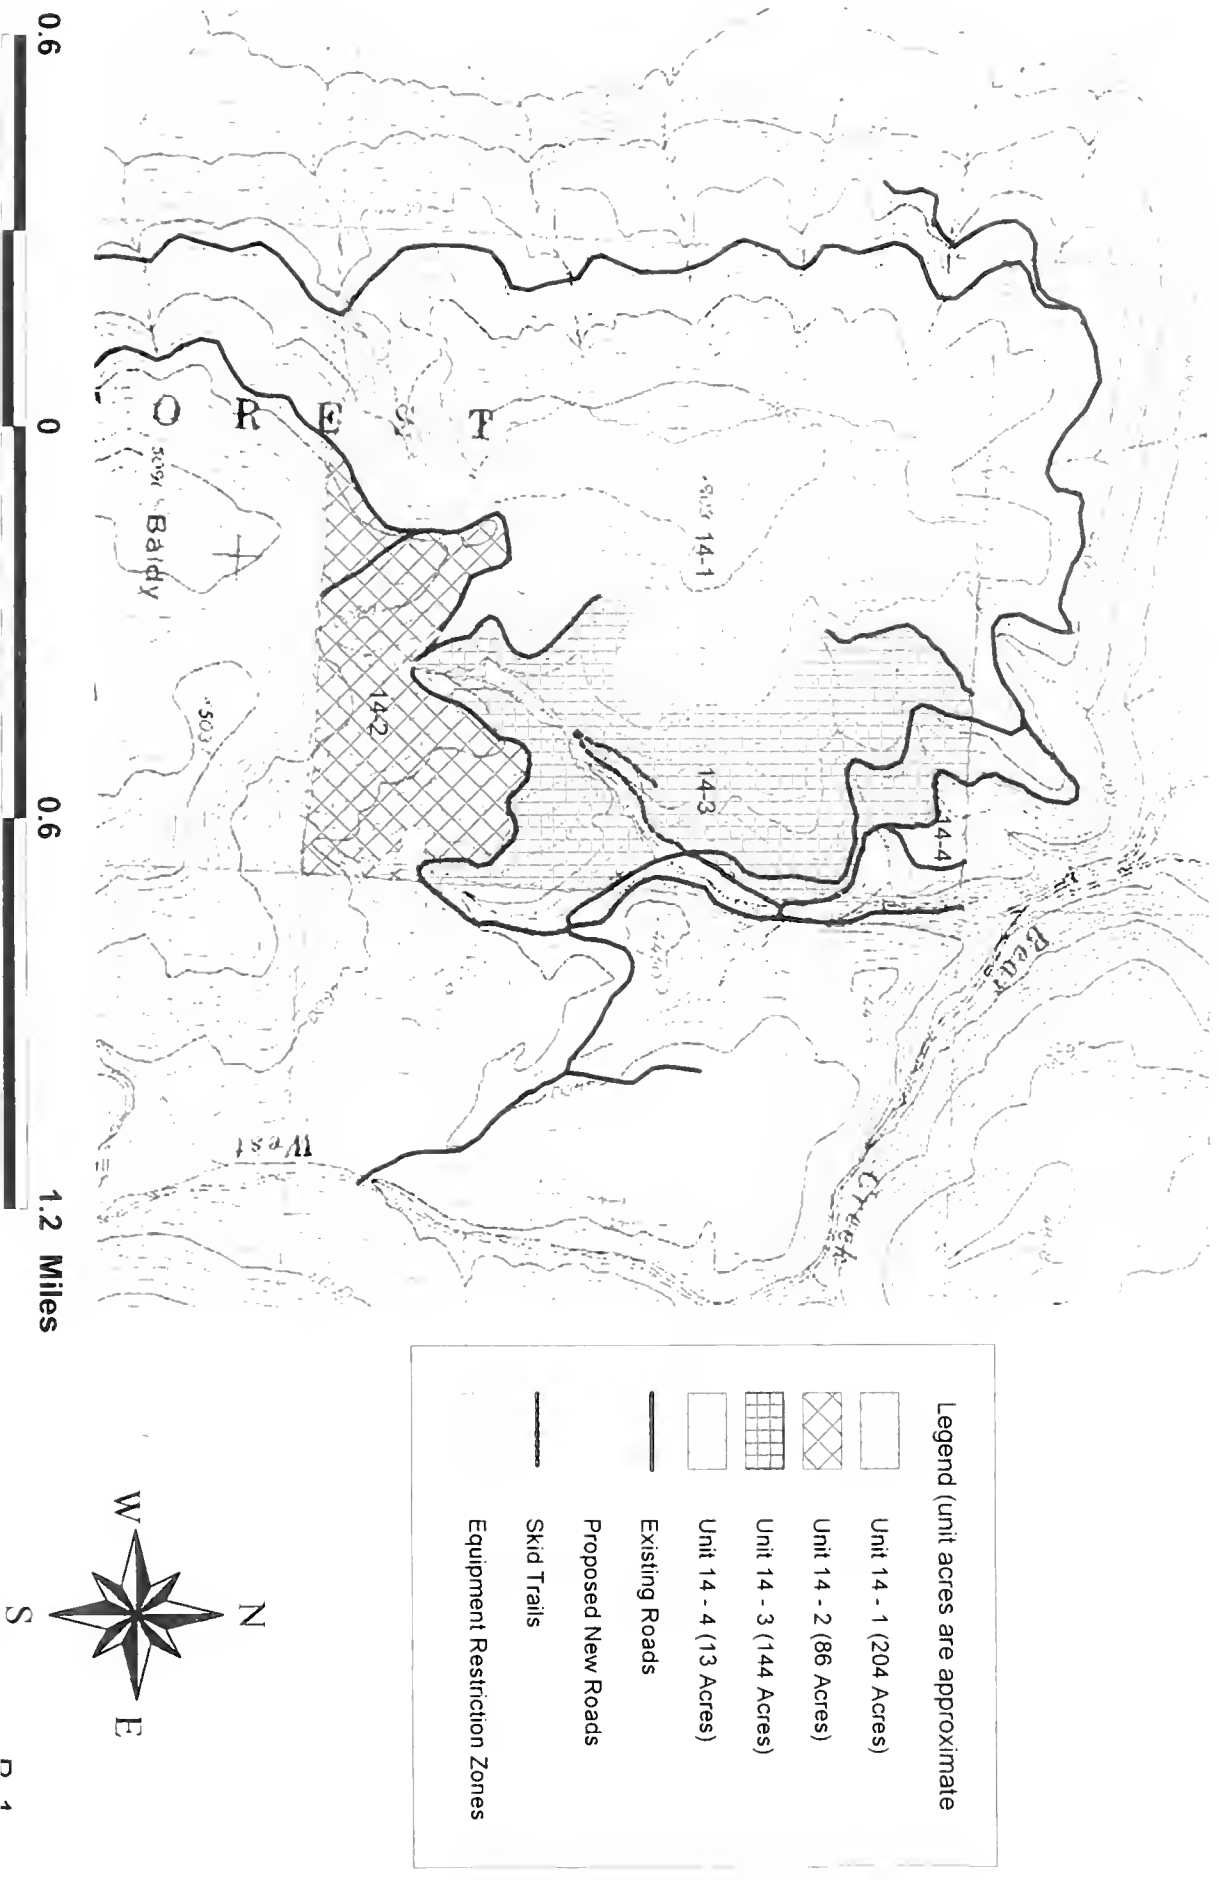 O R E S T
Baldy
14-1
14-2
14-3
14-4
Bear
Creek
West
Legend (unit acres are approximate
Unit 14 - 1 (204 Acres)
Unit 14 - 2 (86 Acres)
Unit 14 - 3 (144 Acres)
Unit 14 - 4 (13 Acres)
Existing Roads
Proposed New Roads
Skid Trails
Equipment Restriction Zones
N
W
E
S
0.6 0 0.6 1.2 Miles